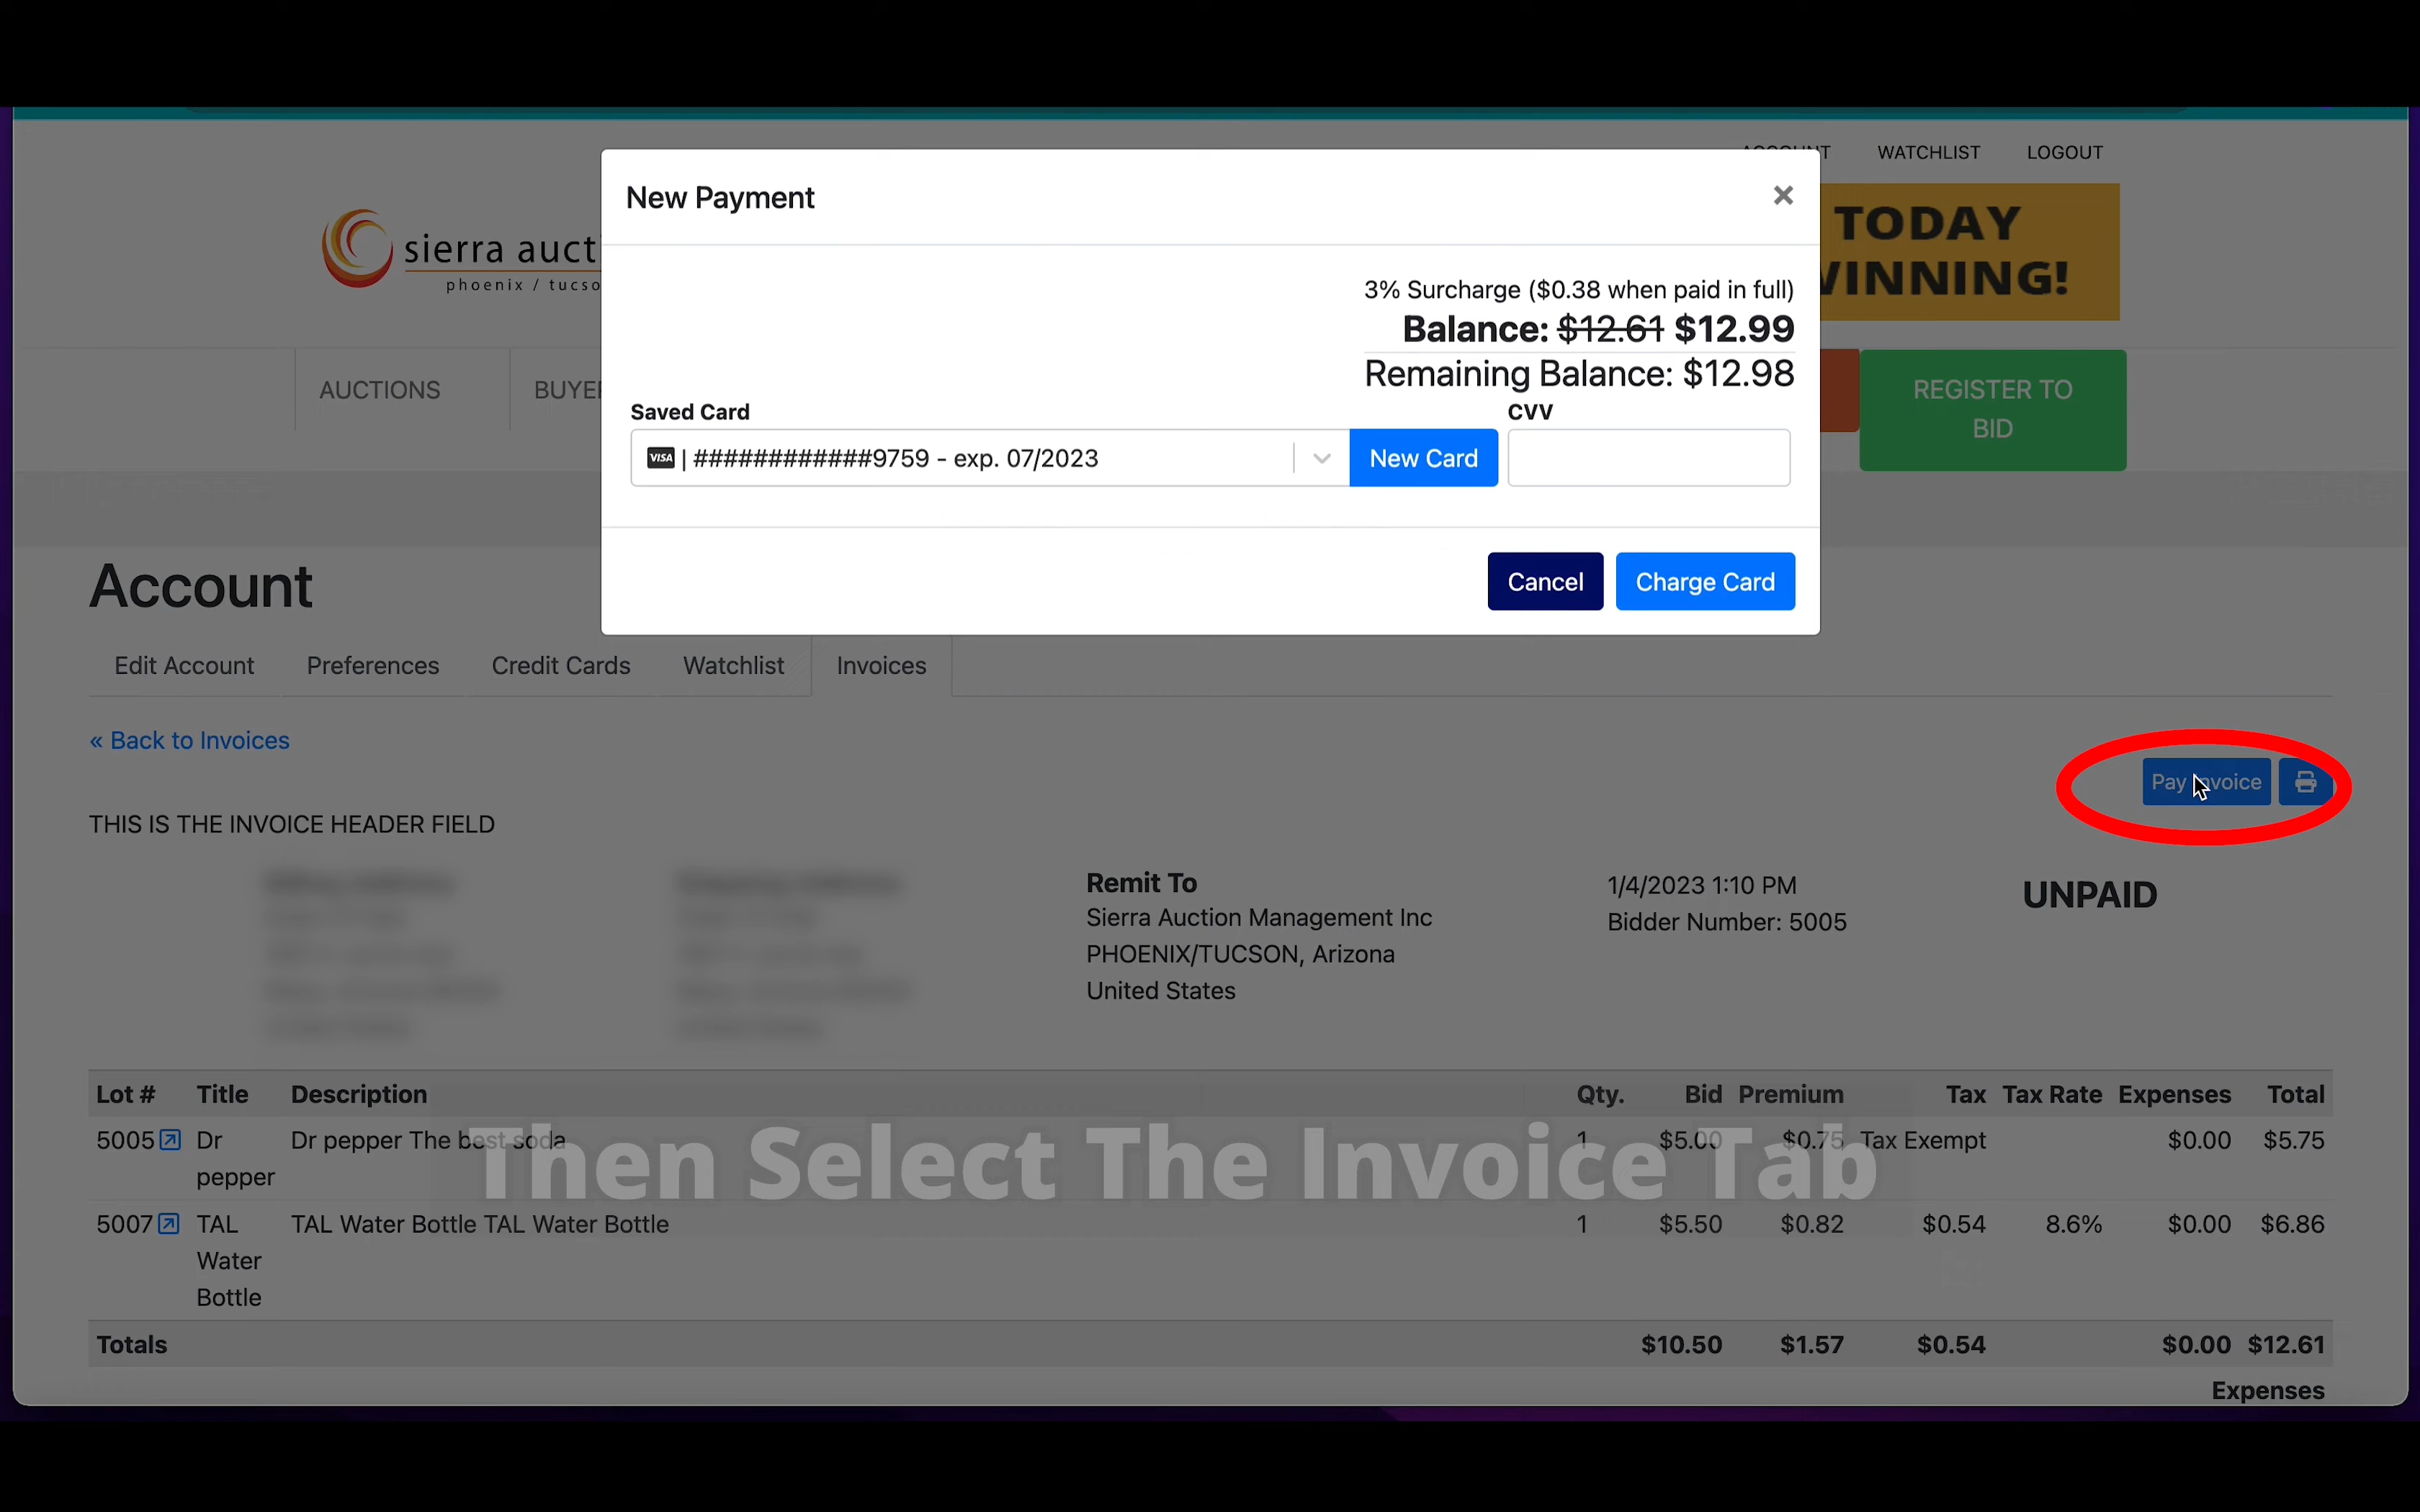 ACCOUNT WATCHLIST LOGOUT
New Payment ×
sierra aucti
phoenix / tucso
TODAY
WINNING!
3% Surcharge ($0.38 when paid in full)
Balance: $12.61 $12.99
Remaining Balance: $12.98
AUCTIONS BUYE REGISTER TO
BID
Saved Card CVV
VISA | ############9759 - exp. 07/2023 New Card
Cancel Charge Card
Account
Edit Account Preferences Credit Cards Watchlist Invoices
« Back to Invoices
Pay Invoice
THIS IS THE INVOICE HEADER FIELD
Remit To
Sierra Auction Management Inc
PHOENIX/TUCSON, Arizona
United States
1/4/2023 1:10 PM
Bidder Number: 5005
UNPAID
Lot # Title Description Qty. Bid Premium Tax Tax Rate Expenses Total
5005 Dr pepper Dr pepper The best soda 1 $5.00 $0.75 Tax Exempt $0.00 $5.75
Then Select The Invoice Tab
5007 TAL Water Bottle TAL Water Bottle TAL Water Bottle 1 $5.50 $0.82 $0.54 8.6% $0.00 $6.86
Totals $10.50 $1.57 $0.54 $0.00 $12.61
Expenses